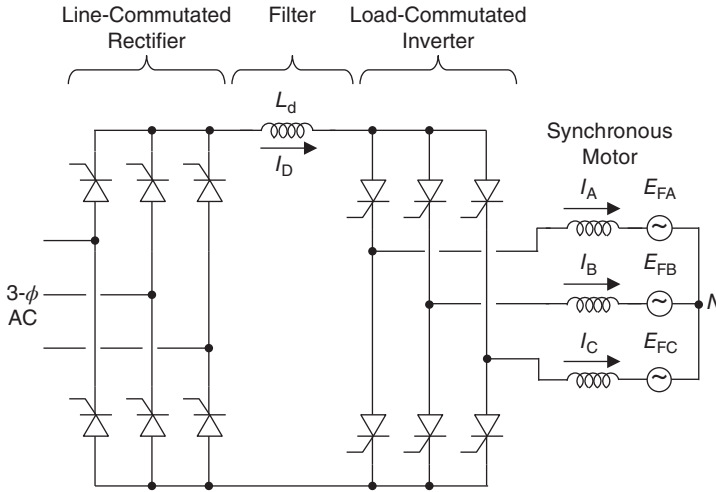 Line-Commutated
Rectifier
Filter
Load-Commutated
Inverter
L_d
I_D
Synchronous
Motor
I_A
E_FA
I_B
E_FB
I_C
E_FC
N
3-ϕ
AC